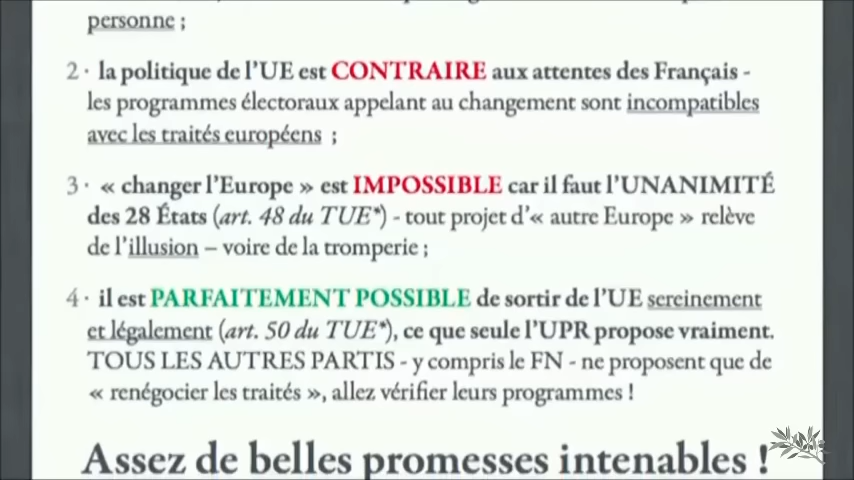 personne ;
2 · la politique de l'UE est CONTRAIRE aux attentes des Français -
les programmes électoraux appelant au changement sont incompatibles
avec les traités européens ;
3 · « changer l'Europe » est IMPOSSIBLE car il faut l'UNANIMITÉ
des 28 États (art. 48 du TUE*) - tout projet d'« autre Europe » relève
de l'illusion – voire de la tromperie ;
4 · il est PARFAITEMENT POSSIBLE de sortir de l'UE sereinement
et légalement (art. 50 du TUE*), ce que seule l'UPR propose vraiment.
TOUS LES AUTRES PARTIS - y compris le FN - ne proposent que de
« renégocier les traités », allez vérifier leurs programmes !
Assez de belles promesses intenables !